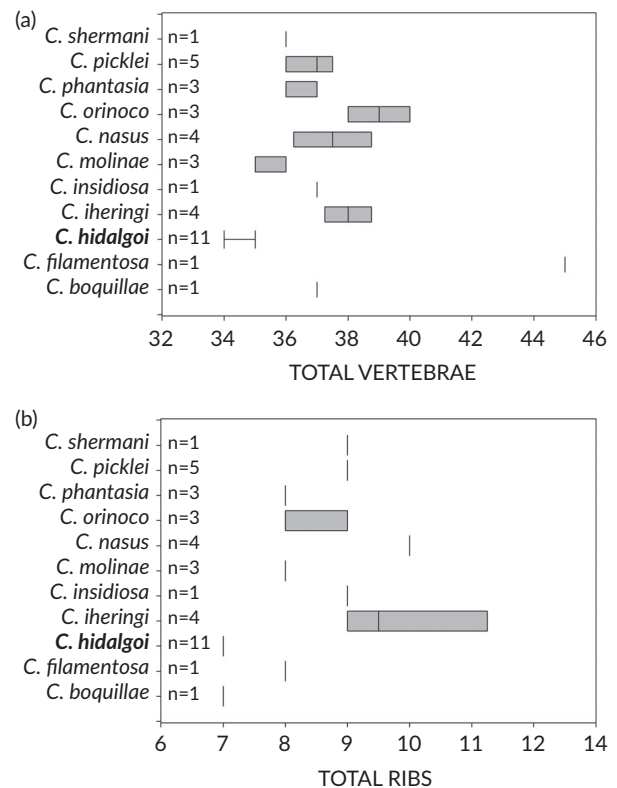 (a)
C. shermani n=1
C. picklei n=5
C. phantasia n=3
C. orinoco n=3
C. nasus n=4
C. molinae n=3
C. insidiosa n=1
C. iheringi n=4
C. hidalgoi n=11
C. filamentosa n=1
C. boquillae n=1
32 34 36 38 40 42 44 46
TOTAL VERTEBRAE
(b)
C. shermani n=1
C. picklei n=5
C. phantasia n=3
C. orinoco n=3
C. nasus n=4
C. molinae n=3
C. insidiosa n=1
C. iheringi n=4
C. hidalgoi n=11
C. filamentosa n=1
C. boquillae n=1
6 7 8 9 10 11 12 14
TOTAL RIBS